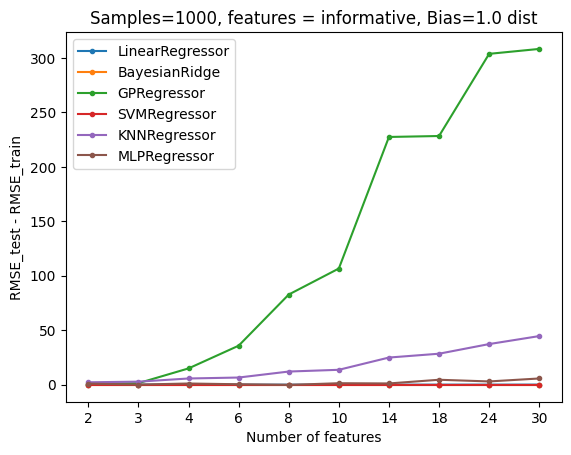 Samples=1000, features = informative, Bias=1.0 dist
LinearRegressor
BayesianRidge
GPRegressor
SVMRegressor
KNNRegressor
MLPRegressor
RMSE_test - RMSE_train
300
250
200
150
100
50
0
2 3 4 6 8 10 14 18 24 30
Number of features